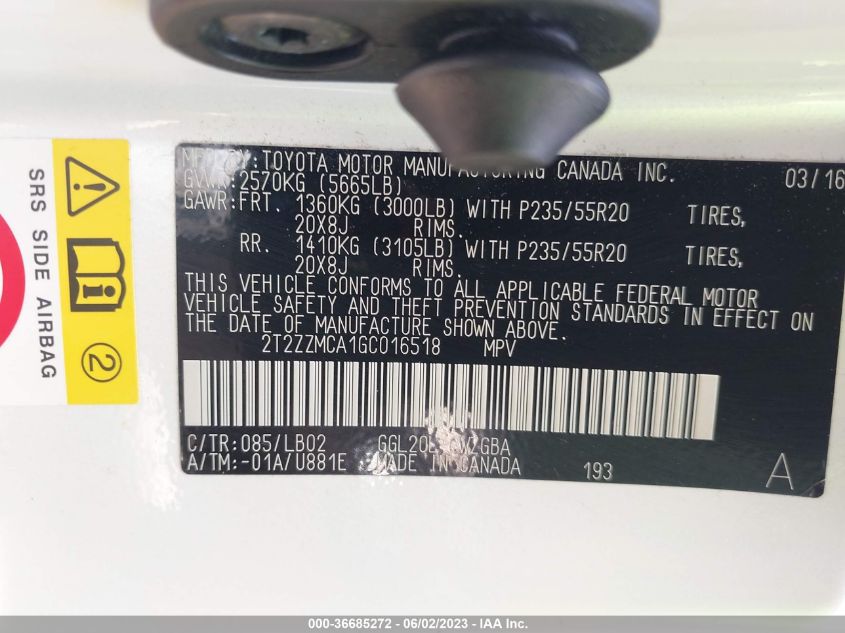 MFD BY:TOYOTA MOTOR MANUFACTURING CANADA INC. 03/16
GVWR:2570KG (5665LB)
GAWR:FRT. 1360KG (3000LB) WITH P235/55R20 TIRES,
20X8J RIMS.
RR. 1410KG (3105LB) WITH P235/55R20 TIRES,
20X8J RIMS.
THIS VEHICLE CONFORMS TO ALL APPLICABLE FEDERAL MOTOR
VEHICLE SAFETY AND THEFT PREVENTION STANDARDS IN EFFECT ON
THE DATE OF MANUFACTURE SHOWN ABOVE.
2T2ZZMCA1GC016518 MPV
C/TR:085/LB02
A/TM:-01A/U881E MADE IN CANADA 193 A
SRS SIDE AIRBAG
2
000-36685272 - 06/02/2023 - IAA Inc.